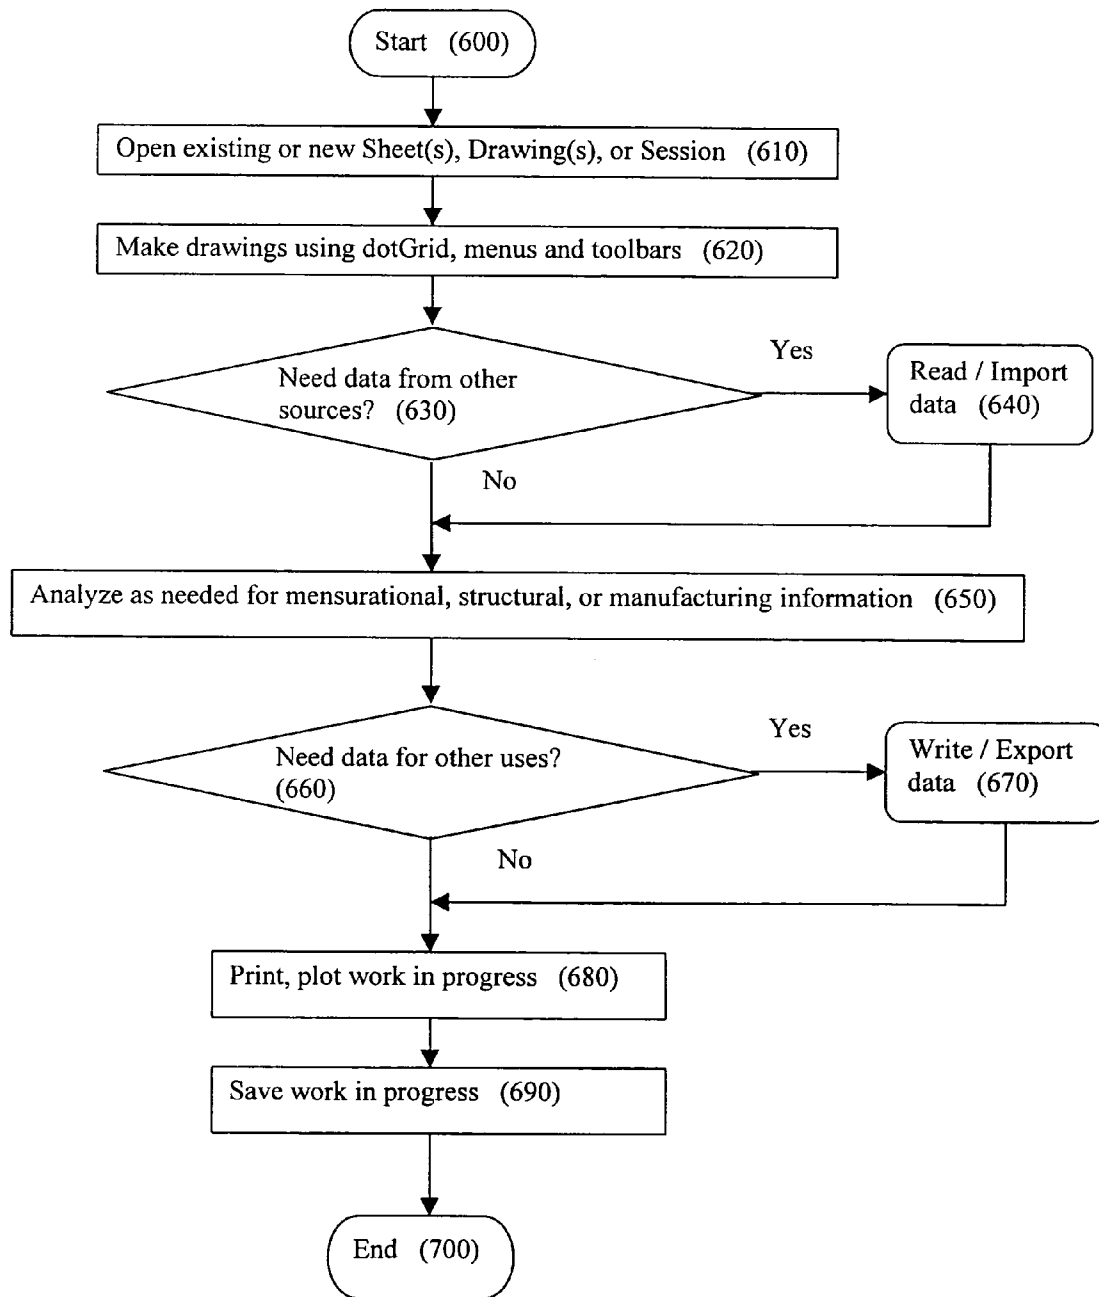 Start (600)
Open existing or new Sheet(s), Drawing(s), or Session (610)
Make drawings using dotGrid, menus and toolbars (620)
Need data from other
sources? (630)
Yes
Read / Import
data (640)
No
Analyze as needed for mensurational, structural, or manufacturing information (650)
Need data for other uses?
(660)
Yes
Write / Export
data (670)
No
Print, plot work in progress (680)
Save work in progress (690)
End (700)